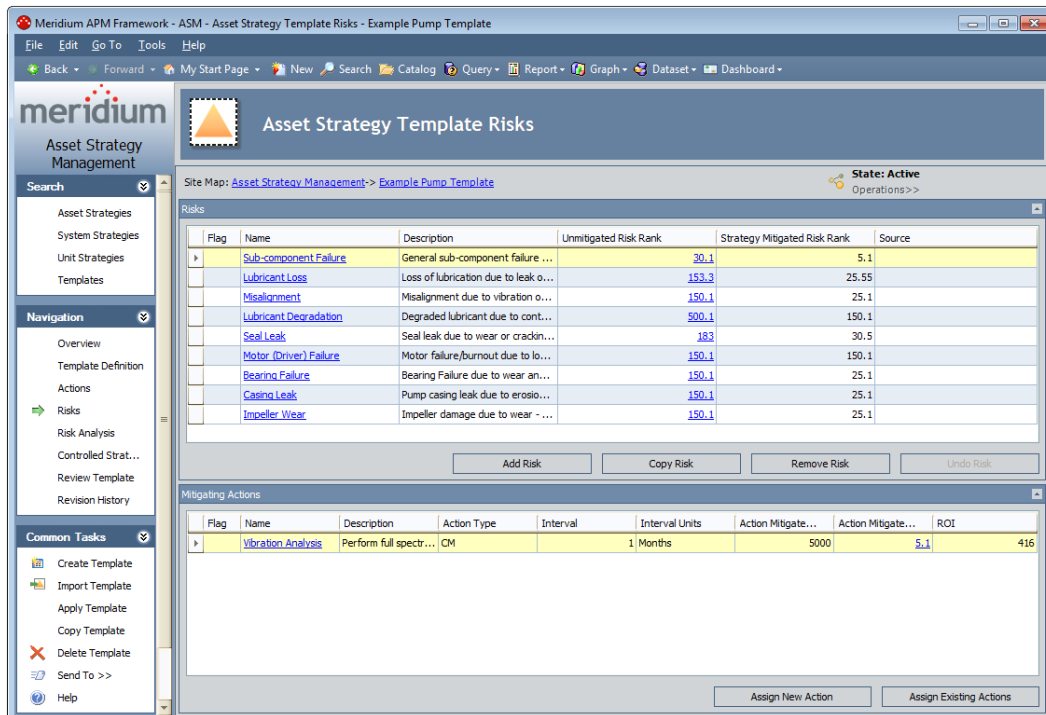 Meridium APM Framework - ASM - Asset Strategy Template Risks - Example Pump Template
File Edit Go To Tools Help
Back Forward My Start Page New Search Catalog Query Report Graph Dataset Dashboard
meridium
Asset Strategy
Management
Asset Strategy Template Risks
Search
Asset Strategies
System Strategies
Unit Strategies
Templates
Navigation
Overview
Template Definition
Actions
Risks
Risk Analysis
Controlled Strat...
Review Template
Revision History
Common Tasks
Create Template
Import Template
Apply Template
Copy Template
Delete Template
Send To >>
Help
Site Map: Asset Strategy Management-> Example Pump Template
State: Active
Operations>>
Risks
Flag Name Description Unmitigated Risk Rank Strategy Mitigated Risk Rank Source
Sub-component Failure General sub-component failure ... 30.1 5.1
Lubricant Loss Loss of lubrication due to leak o... 153.3 25.55
Misalignment Misalignment due to vibration o... 150.1 25.1
Lubricant Degradation Degraded lubricant due to cont... 500.1 150.1
Seal Leak Seal leak due to wear or crackin... 183 30.5
Motor (Driver) Failure Motor failure/burnout due to lo... 150.1 150.1
Bearing Failure Bearing Failure due to wear an... 150.1 25.1
Casing Leak Pump casing leak due to erosio... 150.1 25.1
Impeller Wear Impeller damage due to wear - ... 150.1 25.1
Add Risk Copy Risk Remove Risk Undo Risk
Mitigating Actions
Flag Name Description Action Type Interval Interval Units Action Mitigate... Action Mitigate... ROI
Vibration Analysis Perform full spectr... CM 1 Months 5000 5.1 416
Assign New Action Assign Existing Actions